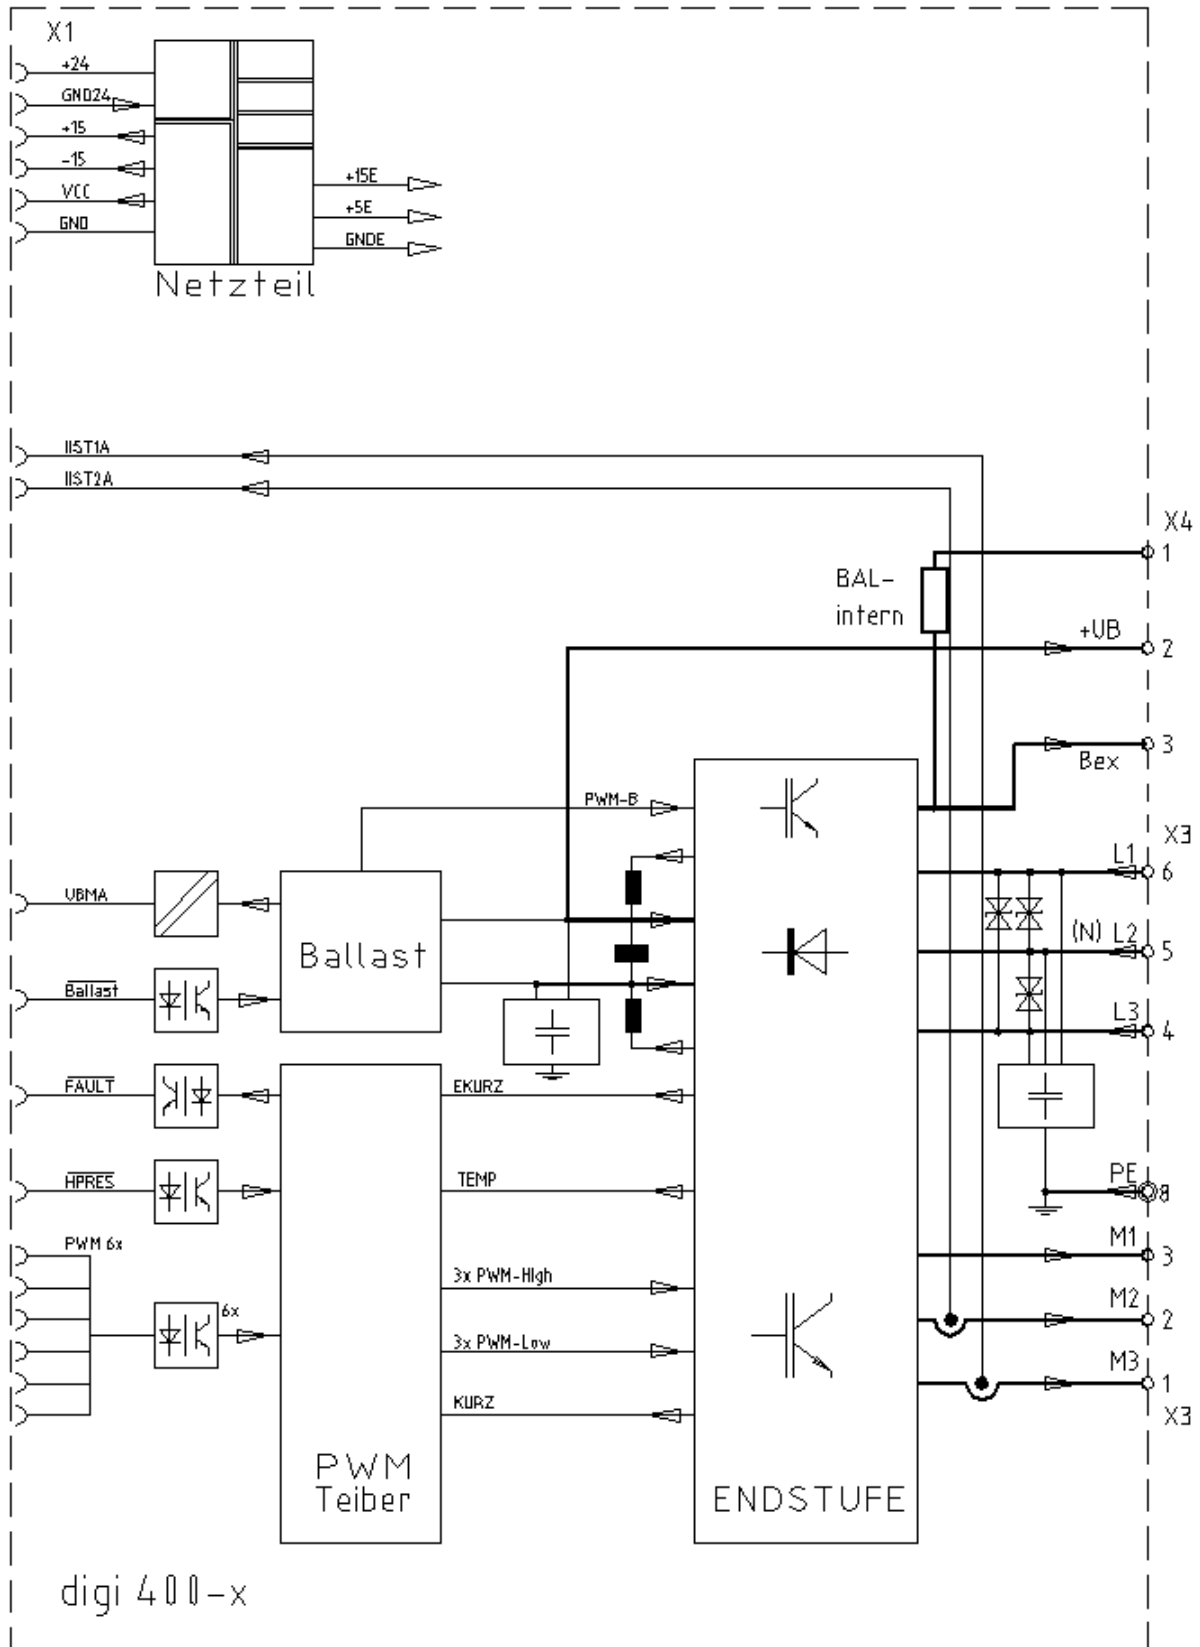 X1
+24
GND24
+15
-15
VCC
GND
+15E
+5E
GNDE
Netzteil
IIST1A
IIST2A
X4
1
BAL-
intern
+UB
2
3
Bex
PWM-B
X3
L1
6
UBMA
Ballast
(N) L2
5
Ballast
L3
4
FAULT
EKURZ
HPRES
TEMP
PE
8
PWM 6x
M1
3
3x PWM-High
6x
M2
2
3x PWM-Low
M3
1
KURZ
X3
PWM
Teiber
ENDSTUFE
digi 400-x